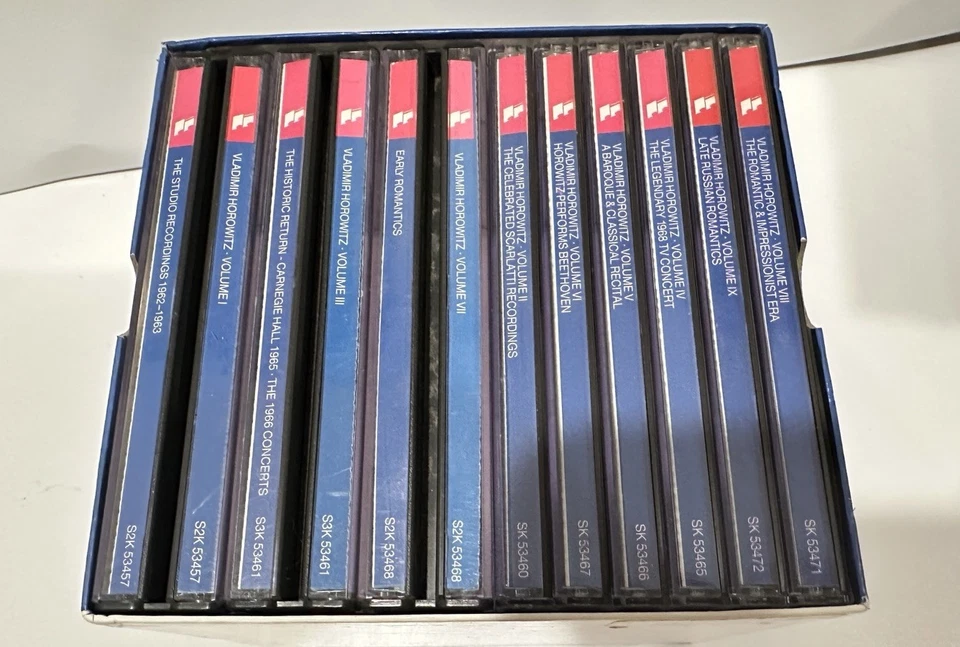 THE STUDIO RECORDINGS 1962-1963
S2K 53457
VLADIMIR HOROWITZ · VOLUME I
S2K 53457
THE HISTORIC RETURN · CARNEGIE HALL 1965 · THE 1966 CONCERTS
S3K 53461
VLADIMIR HOROWITZ · VOLUME III
S3K 53461
EARLY ROMANTICS
S2K 53468
VLADIMIR HOROWITZ · VOLUME VII
S2K 53468
VLADIMIR HOROWITZ · VOLUME II
THE CELEBRATED SCARLATTI RECORDINGS
SK 53460
VLADIMIR HOROWITZ · VOLUME VI
HOROWITZ PERFORMS BEETHOVEN
SK 53467
VLADIMIR HOROWITZ · VOLUME V
A BAROQUE & CLASSICAL RECITAL
SK 53466
VLADIMIR HOROWITZ · VOLUME IV
THE LEGENDARY 1968 TV CONCERT
SK 53465
VLADIMIR HOROWITZ · VOLUME IX
LATE RUSSIAN ROMANTICS
SK 53472
VLADIMIR HOROWITZ · VOLUME VIII
THE ROMANTIC & IMPRESSIONIST ERA
SK 53471